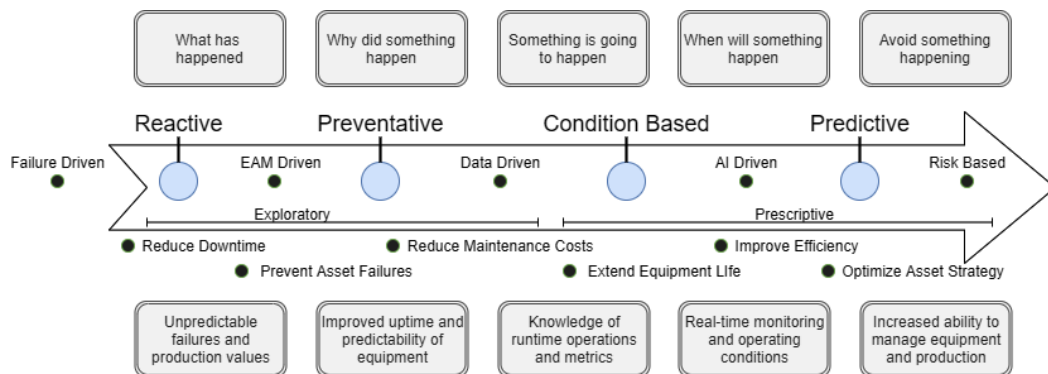 What has
happened
Why did something
happen
Something is going
to happen
When will something
happen
Avoid something
happening
Reactive
Preventative
Condition Based
Predictive
Failure Driven
EAM Driven
Data Driven
AI Driven
Risk Based
Exploratory
Prescriptive
Reduce Downtime
Reduce Maintenance Costs
Improve Efficiency
Prevent Asset Failures
Extend Equipment LIfe
Optimize Asset Strategy
Unpredictable
failures and
production values
Improved uptime and
predictability of
equipment
Knowledge of
runtime operations
and metrics
Real-time monitoring
and operating
conditions
Increased ability to
manage equipment
and production